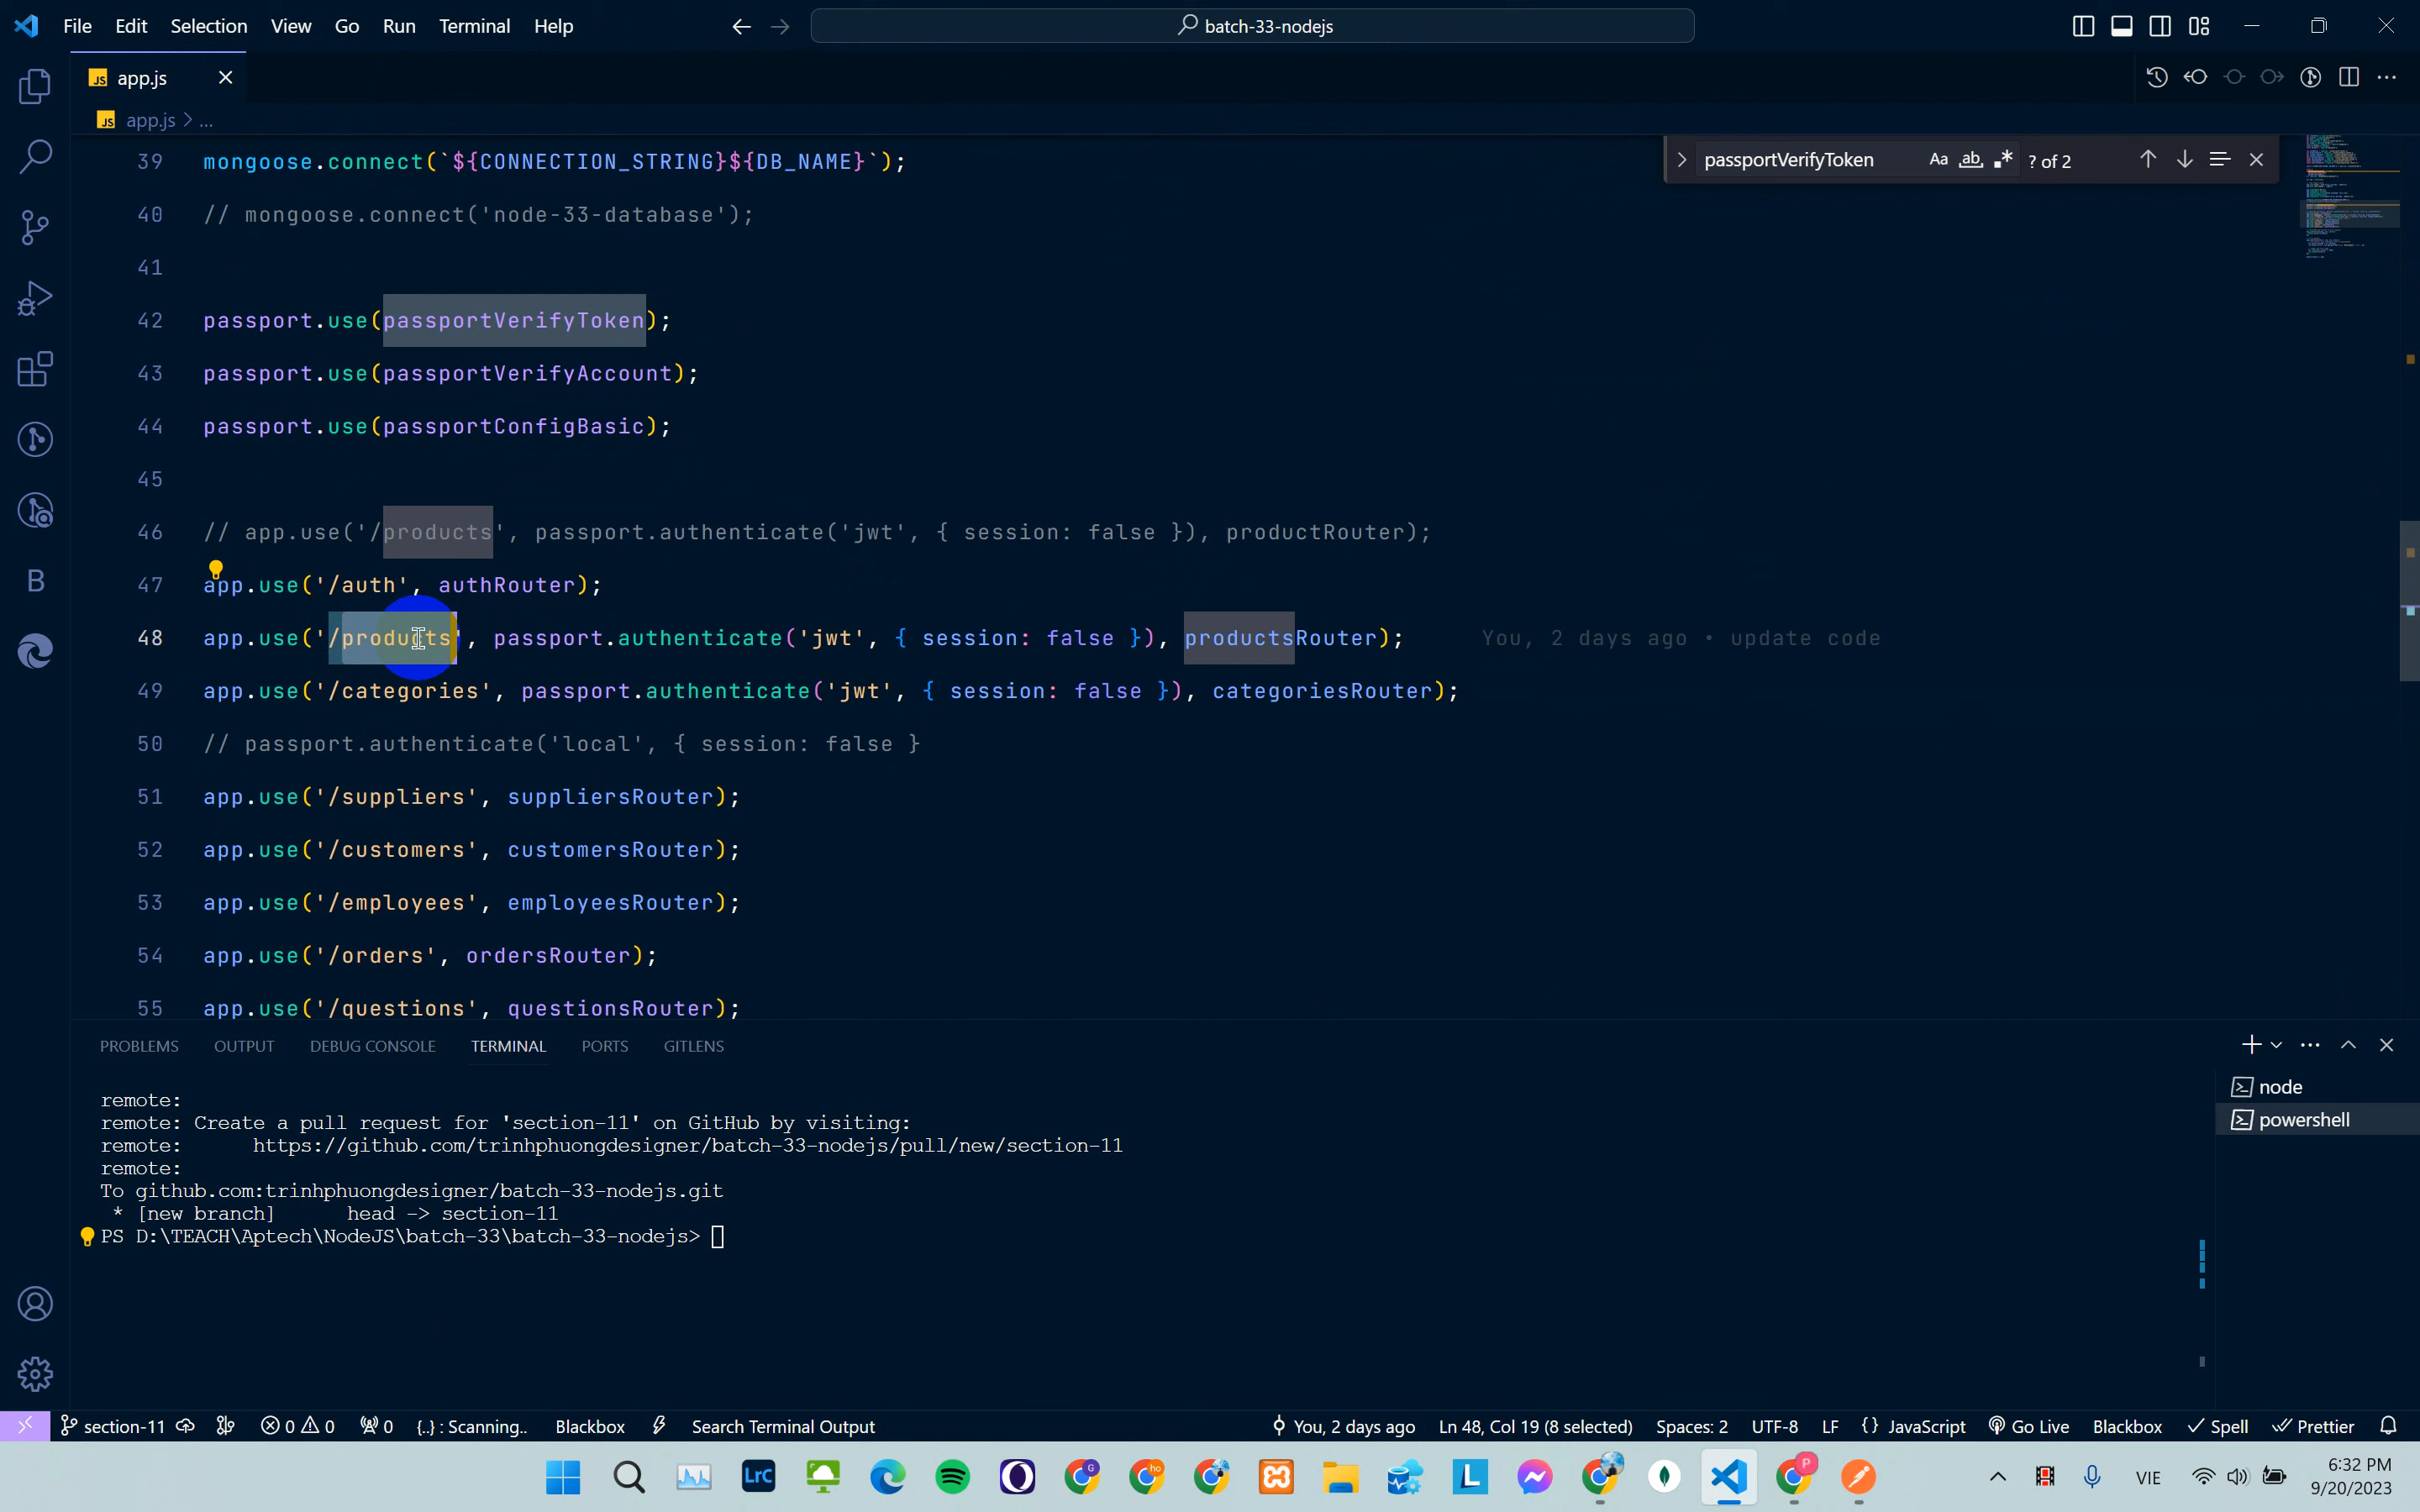 File Edit Selection View Go Run Terminal Help
batch-33-nodejs
JS app.js
JS app.js > ...
passportVerifyToken Aa ab .* ? of 2
39 mongoose.connect(`${CONNECTION_STRING}${DB_NAME}`);
40 // mongoose.connect('node-33-database');
41
42 passport.use(passportVerifyToken);
43 passport.use(passportVerifyAccount);
44 passport.use(passportConfigBasic);
45
46 // app.use('/products', passport.authenticate('jwt', { session: false }), productRouter);
47 app.use('/auth', authRouter);
48 app.use('/products', passport.authenticate('jwt', { session: false }), productsRouter); You, 2 days ago • update code
49 app.use('/categories', passport.authenticate('jwt', { session: false }), categoriesRouter);
50 // passport.authenticate('local', { session: false }
51 app.use('/suppliers', suppliersRouter);
52 app.use('/customers', customersRouter);
53 app.use('/employees', employeesRouter);
54 app.use('/orders', ordersRouter);
55 app.use('/questions', questionsRouter);
B
PROBLEMS OUTPUT DEBUG CONSOLE TERMINAL PORTS GITLENS
node
powershell
remote:
remote: Create a pull request for 'section-11' on GitHub by visiting:
remote: https://github.com/trinhphuongdesigner/batch-33-nodejs/pull/new/section-11
remote:
To github.com:trinhphuongdesigner/batch-33-nodejs.git
* [new branch] head -> section-11
PS D:\TEACH\Aptech\NodeJS\batch-33\batch-33-nodejs>
section-11 0 0 0 {..} : Scanning.. Blackbox Search Terminal Output You, 2 days ago Ln 48, Col 19 (8 selected) Spaces: 2 UTF-8 LF {} JavaScript Go Live Blackbox Spell Prettier
LrC G ho L P VIE 6:32 PM
9/20/2023